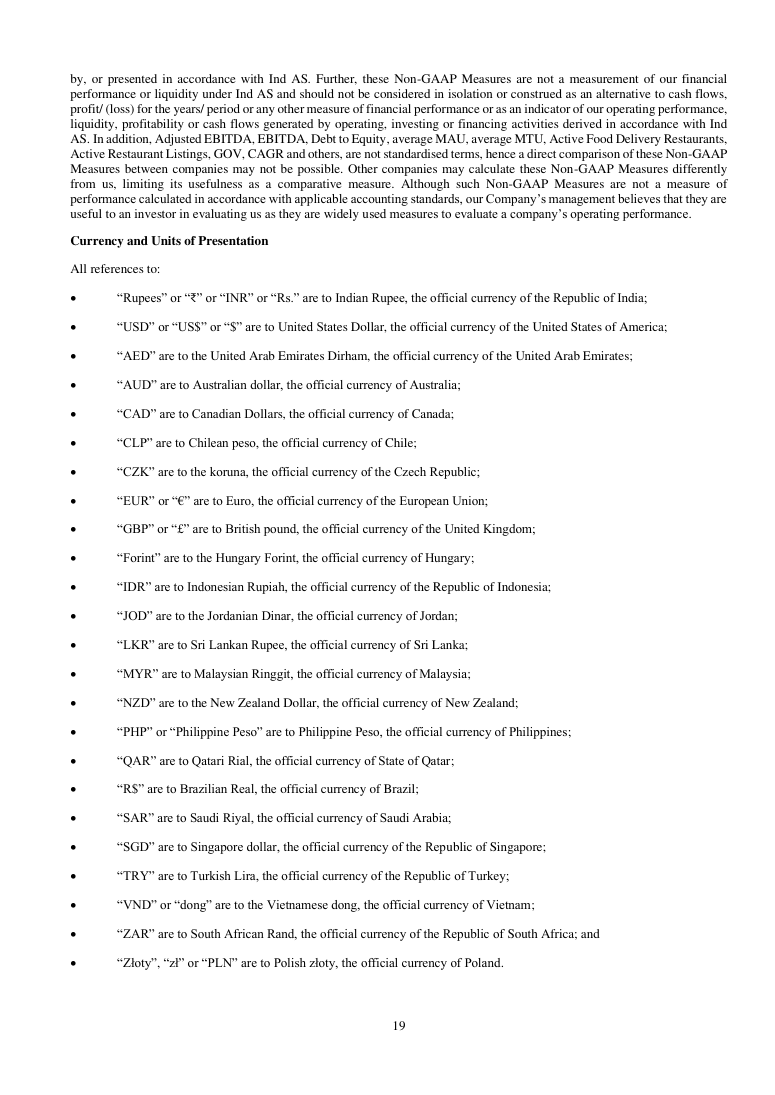 by, or presented in accordance with Ind AS. Further, these Non-GAAP Measures are not a measurement of our financial
performance or liquidity under Ind AS and should not be considered in isolation or construed as an alternative to cash flows,
profit/ (loss) for the years/ period or any other measure of financial performance or as an indicator of our operating performance,
liquidity, profitability or cash flows generated by operating, investing or financing activities derived in accordance with Ind
AS. In addition, Adjusted EBITDA, EBITDA, Debt to Equity, average MAU, average MTU, Active Food Delivery Restaurants,
Active Restaurant Listings, GOV, CAGR and others, are not standardised terms, hence a direct comparison of these Non-GAAP
Measures between companies may not be possible. Other companies may calculate these Non-GAAP Measures differently
from us, limiting its usefulness as a comparative measure. Although such Non-GAAP Measures are not a measure of
performance calculated in accordance with applicable accounting standards, our Company’s management believes that they are
useful to an investor in evaluating us as they are widely used measures to evaluate a company’s operating performance.
Currency and Units of Presentation
All references to:
• “Rupees” or “₹” or “INR” or “Rs.” are to Indian Rupee, the official currency of the Republic of India;
• “USD” or “US$” or “$” are to United States Dollar, the official currency of the United States of America;
• “AED” are to the United Arab Emirates Dirham, the official currency of the United Arab Emirates;
• “AUD” are to Australian dollar, the official currency of Australia;
• “CAD” are to Canadian Dollars, the official currency of Canada;
• “CLP” are to Chilean peso, the official currency of Chile;
• “CZK” are to the koruna, the official currency of the Czech Republic;
• “EUR” or “€” are to Euro, the official currency of the European Union;
• “GBP” or “£” are to British pound, the official currency of the United Kingdom;
• “Forint” are to the Hungary Forint, the official currency of Hungary;
• “IDR” are to Indonesian Rupiah, the official currency of the Republic of Indonesia;
• “JOD” are to the Jordanian Dinar, the official currency of Jordan;
• “LKR” are to Sri Lankan Rupee, the official currency of Sri Lanka;
• “MYR” are to Malaysian Ringgit, the official currency of Malaysia;
• “NZD” are to the New Zealand Dollar, the official currency of New Zealand;
• “PHP” or “Philippine Peso” are to Philippine Peso, the official currency of Philippines;
• “QAR” are to Qatari Rial, the official currency of State of Qatar;
• “R$” are to Brazilian Real, the official currency of Brazil;
• “SAR” are to Saudi Riyal, the official currency of Saudi Arabia;
• “SGD” are to Singapore dollar, the official currency of the Republic of Singapore;
• “TRY” are to Turkish Lira, the official currency of the Republic of Turkey;
• “VND” or “dong” are to the Vietnamese dong, the official currency of Vietnam;
• “ZAR” are to South African Rand, the official currency of the Republic of South Africa; and
• “Złoty”, “zł” or “PLN” are to Polish złoty, the official currency of Poland.
19